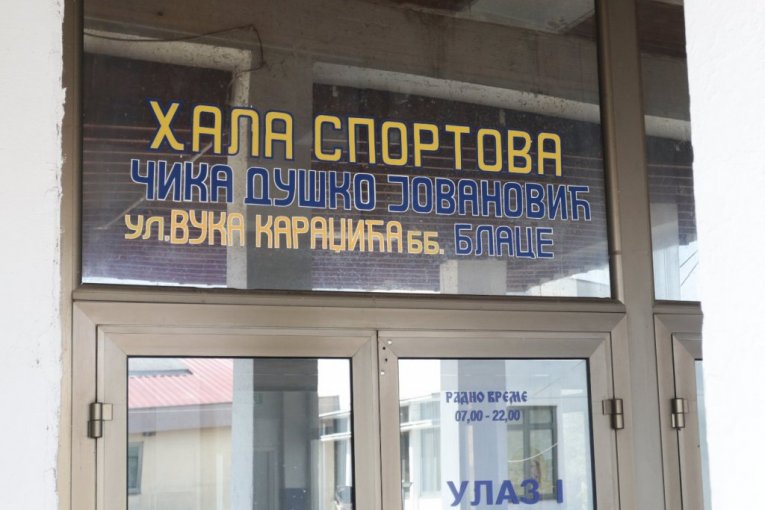 ХАЛА СПОРТОВА
ЧИКА ДУШКО ЈОВАНОВИЋ
УЛ. ВУКА КАРАЏИЋА ББ. БЛАЦЕ
РАДНО ВРЕМЕ
07,00 - 22,00
УЛАЗ I